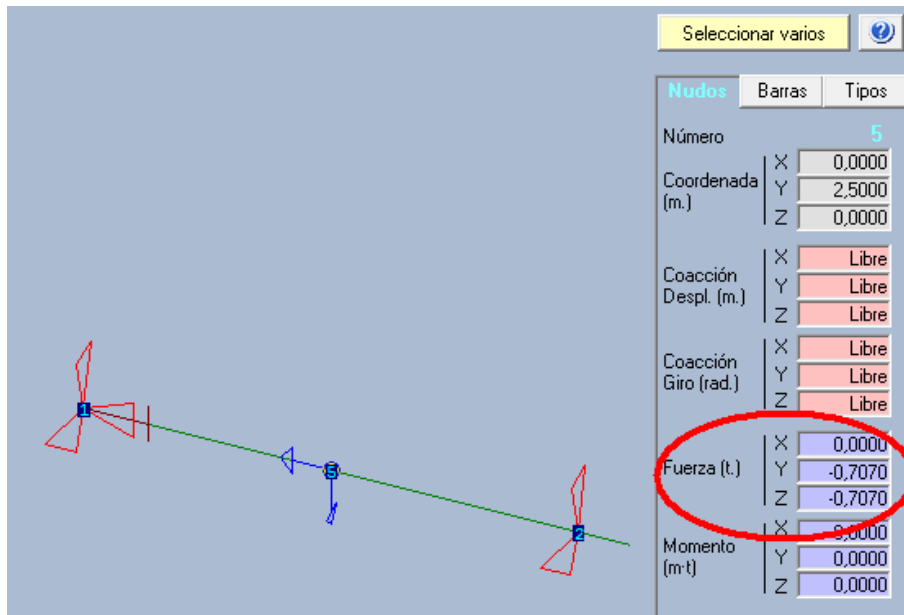 Seleccionar varios ?
Nudos Barras Tipos
Número 5
Coordenada (m.)
X 0,0000
Y 2,5000
Z 0,0000
Coacción Despl. (m.)
X Libre
Y Libre
Z Libre
Coacción Giro (rad.)
X Libre
Y Libre
Z Libre
Fuerza (t.)
X 0,0000
Y -0,7070
Z -0,7070
Momento (m·t)
X 0,0000
Y 0,0000
Z 0,0000
1
5
2